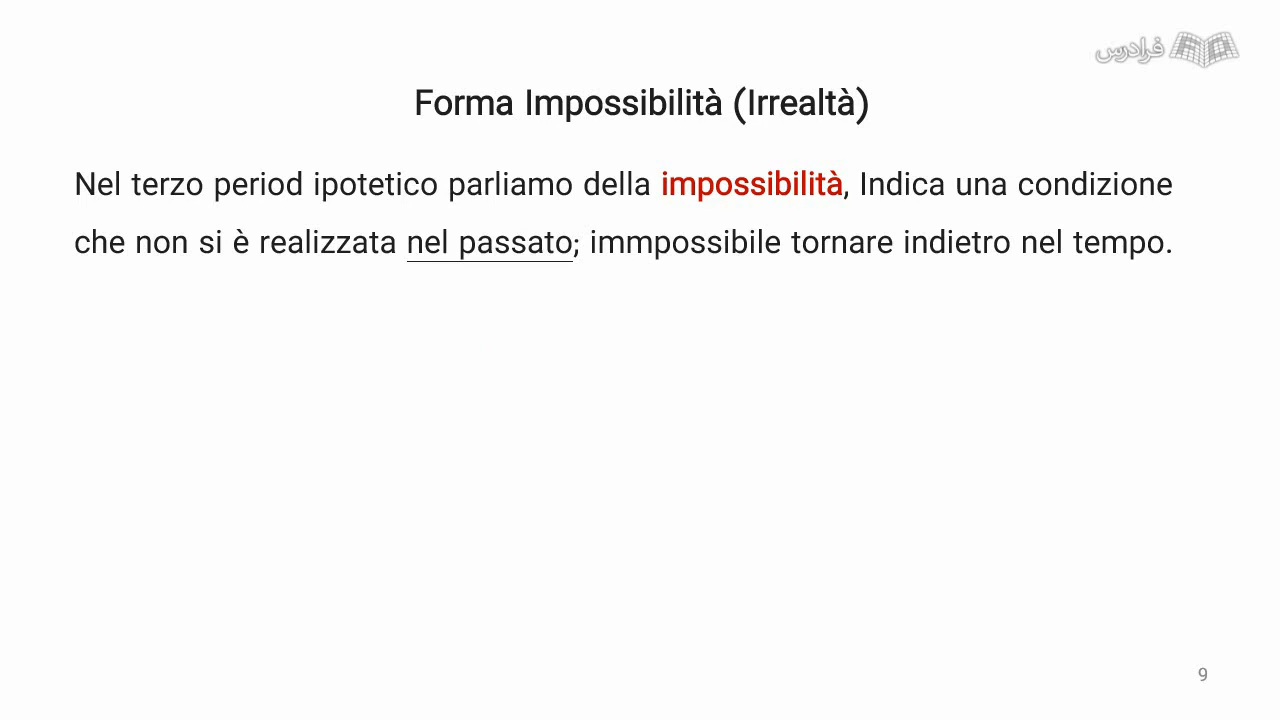 فرادرس
Forma Impossibilità (Irrealtà)
Nel terzo period ipotetico parliamo della impossibilità, Indica una condizione
che non si è realizzata nel passato; immpossibile tornare indietro nel tempo.
9